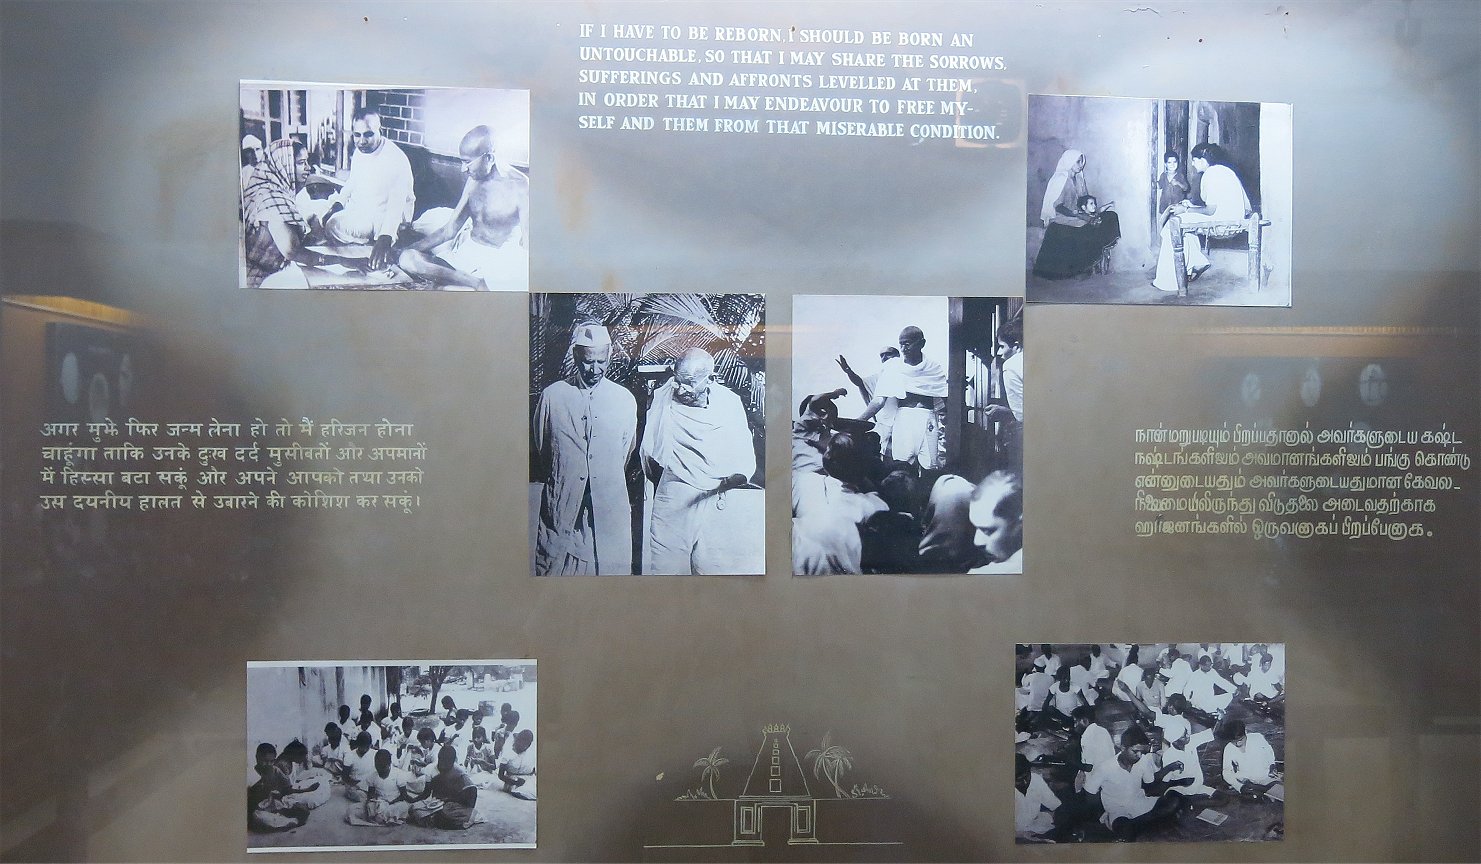 IF I HAVE TO BE REBORN, I SHOULD BE BORN AN
UNTOUCHABLE, SO THAT I MAY SHARE THE SORROWS,
SUFFERINGS AND AFFRONTS LEVELLED AT THEM,
IN ORDER THAT I MAY ENDEAVOUR TO FREE MY-
SELF AND THEM FROM THAT MISERABLE CONDITION.
अगर मुझे फिर जन्म लेना हो तो मैं हरिजन होना
चाहूंगा ताकि उनके दुःख दर्द मुसीबतों और अपमानों
में हिस्सा बटा सकूं और अपने आपको तथा उनको
उस दयनीय हालत से उबारने की कोशिश कर सकूं।
நான் மறுபடியும் பிறப்பதானால் அவர்களுடைய கஷ்ட
நஷ்டங்களிலும் அவமானங்களிலும் பங்கு கொண்டு
என்னுடையதும் அவர்களுடையதுமான கேவல-
நிலைமையிலிருந்து விடுதலை அடைவதற்காக
ஹரிஜனங்களில் ஒருவனாகப் பிறப்பேனாக.